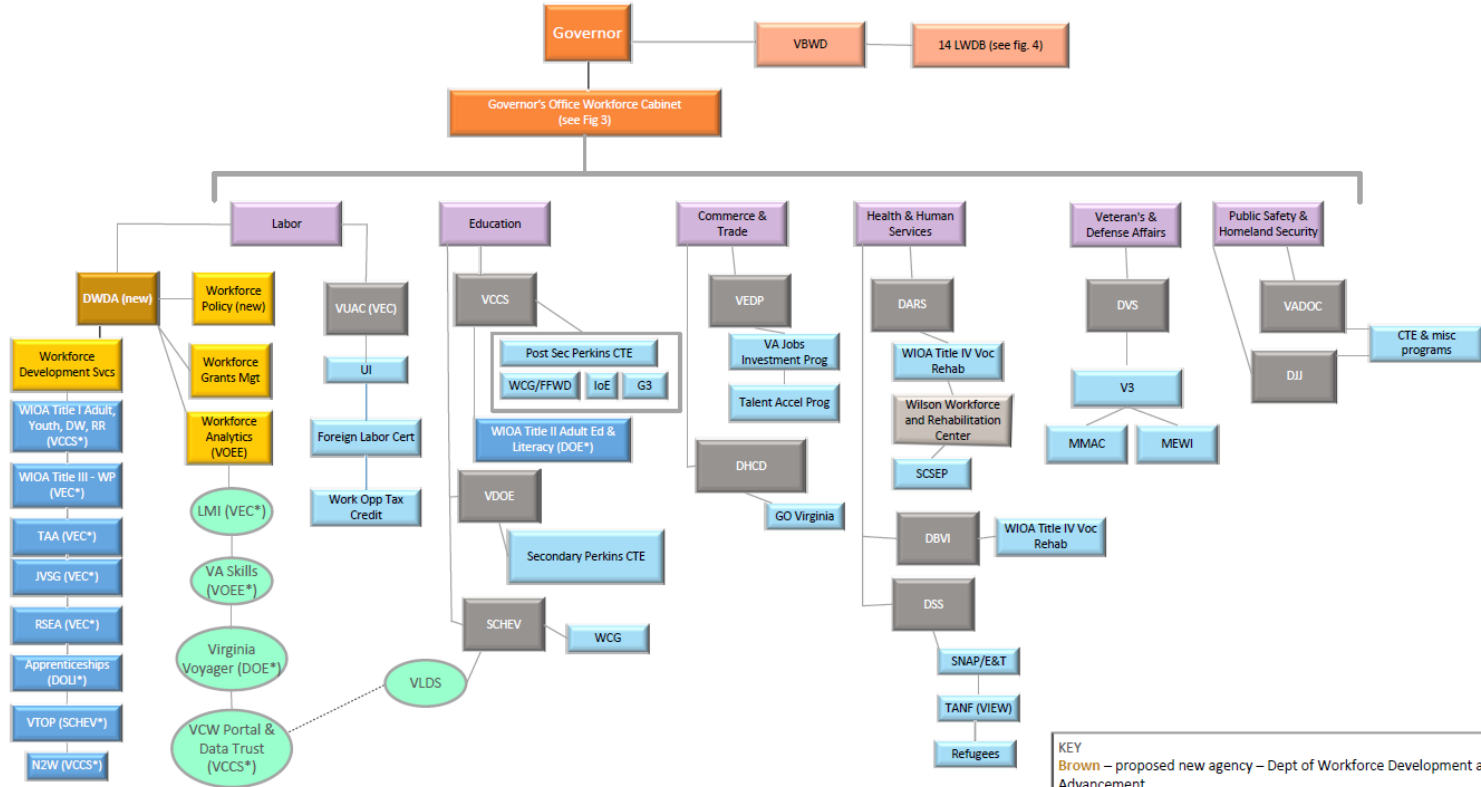 Governor
VBWD
14 LWDB (see fig. 4)
Governor's Office Workforce Cabinet
(see Fig 3)
Labor
Education
Commerce &
Trade
Health & Human
Services
Veteran's &
Defense Affairs
Public Safety &
Homeland Security
DWDA (new)
Workforce
Policy (new)
Workforce
Grants Mgt
Workforce
Analytics
(VOEE)
Workforce
Development Svcs
WIOA Title I Adult,
Youth, DW, RR
(VCCS*)
WIOA Title III - WP
(VEC*)
TAA (VEC*)
JVSG (VEC*)
RSEA (VEC*)
Apprenticeships
(DOLI*)
VTOP (SCHEV*)
N2W (VCCS*)
LMI (VEC*)
VA Skills
(VOEE*)
Virginia
Voyager (DOE*)
VCW Portal &
Data Trust
(VCCS*)
VUAC (VEC)
UI
Foreign Labor Cert
Work Opp Tax
Credit
VCCS
Post Sec Perkins CTE
WCG/FFWD
IoE
G3
WIOA Title II Adult Ed &
Literacy (DOE*)
VDOE
Secondary Perkins CTE
SCHEV
WCG
VLDS
VEDP
VA Jobs
Investment Prog
Talent Accel Prog
DHCD
GO Virginia
DARS
WIOA Title IV Voc
Rehab
Wilson Workforce
and Rehabilitation
Center
SCSEP
DBVI
WIOA Title IV Voc
Rehab
DSS
SNAP/E&T
TANF (VIEW)
Refugees
DVS
V3
MMAC
MEWI
VADOC
DJJ
CTE & misc
programs
KEY
Brown – proposed new agency – Dept of Workforce Development a
Advancement